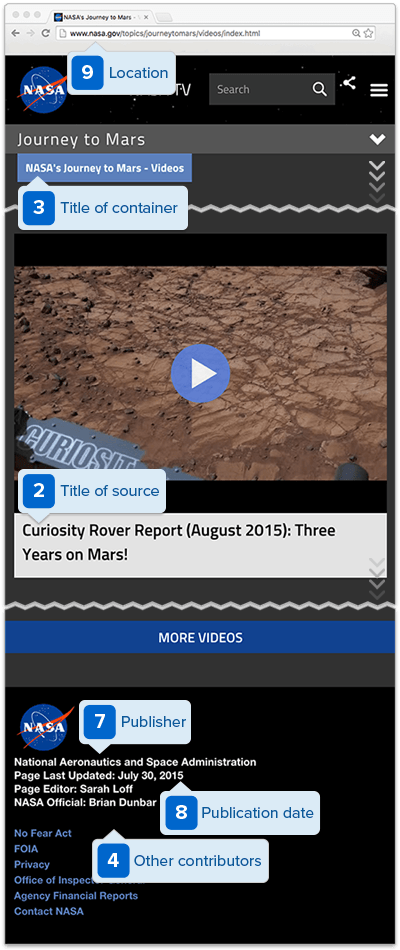 NASA's Journey to Mars
www.nasa.gov/topics/journeytomars/videos/index.html
9 Location
NASA
TV
Search
Journey to Mars
NASA's Journey to Mars - Videos
3 Title of container
CURIOSIT
2 Title of source
Curiosity Rover Report (August 2015): Three
Years on Mars!
MORE VIDEOS
NASA
7 Publisher
National Aeronautics and Space Administration
Page Last Updated: July 30, 2015
Page Editor: Sarah Loff
NASA Official: Brian Dunbar
8 Publication date
No Fear Act
FOIA
4 Other contributors
Privacy
Office of Inspector General
Agency Financial Reports
Contact NASA